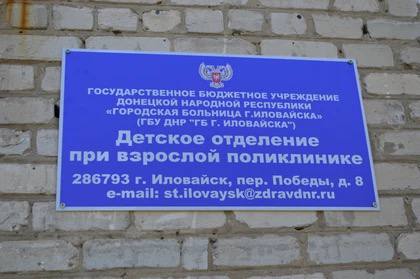 ГОСУДАРСТВЕННОЕ БЮДЖЕТНОЕ УЧРЕЖДЕНИЕ
ДОНЕЦКОЙ НАРОДНОЙ РЕСПУБЛИКИ
«ГОРОДСКАЯ БОЛЬНИЦА Г.ИЛОВАЙСКА»
(ГБУ ДНР "ГБ Г. ИЛОВАЙСКА")
Детское отделение
при взрослой поликлинике
286793 г. Иловайск, пер. Победы, д. 8
e-mail: st.ilovaysk@zdravdnr.ru